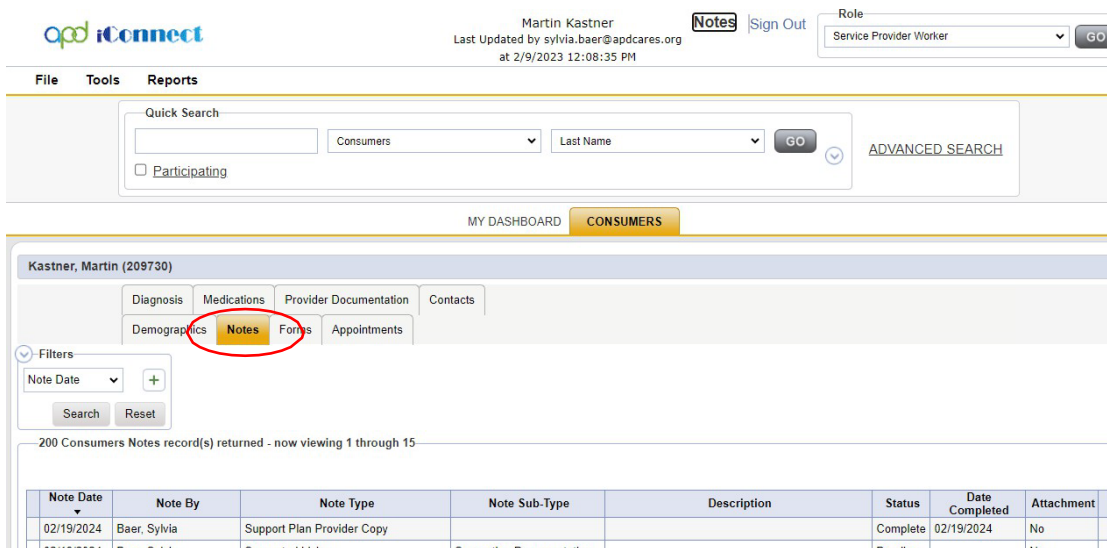 apd iConnect
Martin Kastner
Last Updated by sylvia.baer@apdcares.org
at 2/9/2023 12:08:35 PM
Notes Sign Out
Role
Service Provider Worker GO
File Tools Reports
Quick Search
Consumers Last Name GO
ADVANCED SEARCH
Participating
MY DASHBOARD CONSUMERS
Kastner, Martin (209730)
Diagnosis Medications Provider Documentation Contacts
Demographics Notes Forms Appointments
Filters
Note Date +
Search Reset
200 Consumers Notes record(s) returned - now viewing 1 through 15
Note Date Note By Note Type Note Sub-Type Description Status Date Completed Attachment
02/19/2024 Baer, Sylvia Support Plan Provider Copy Complete 02/19/2024 No